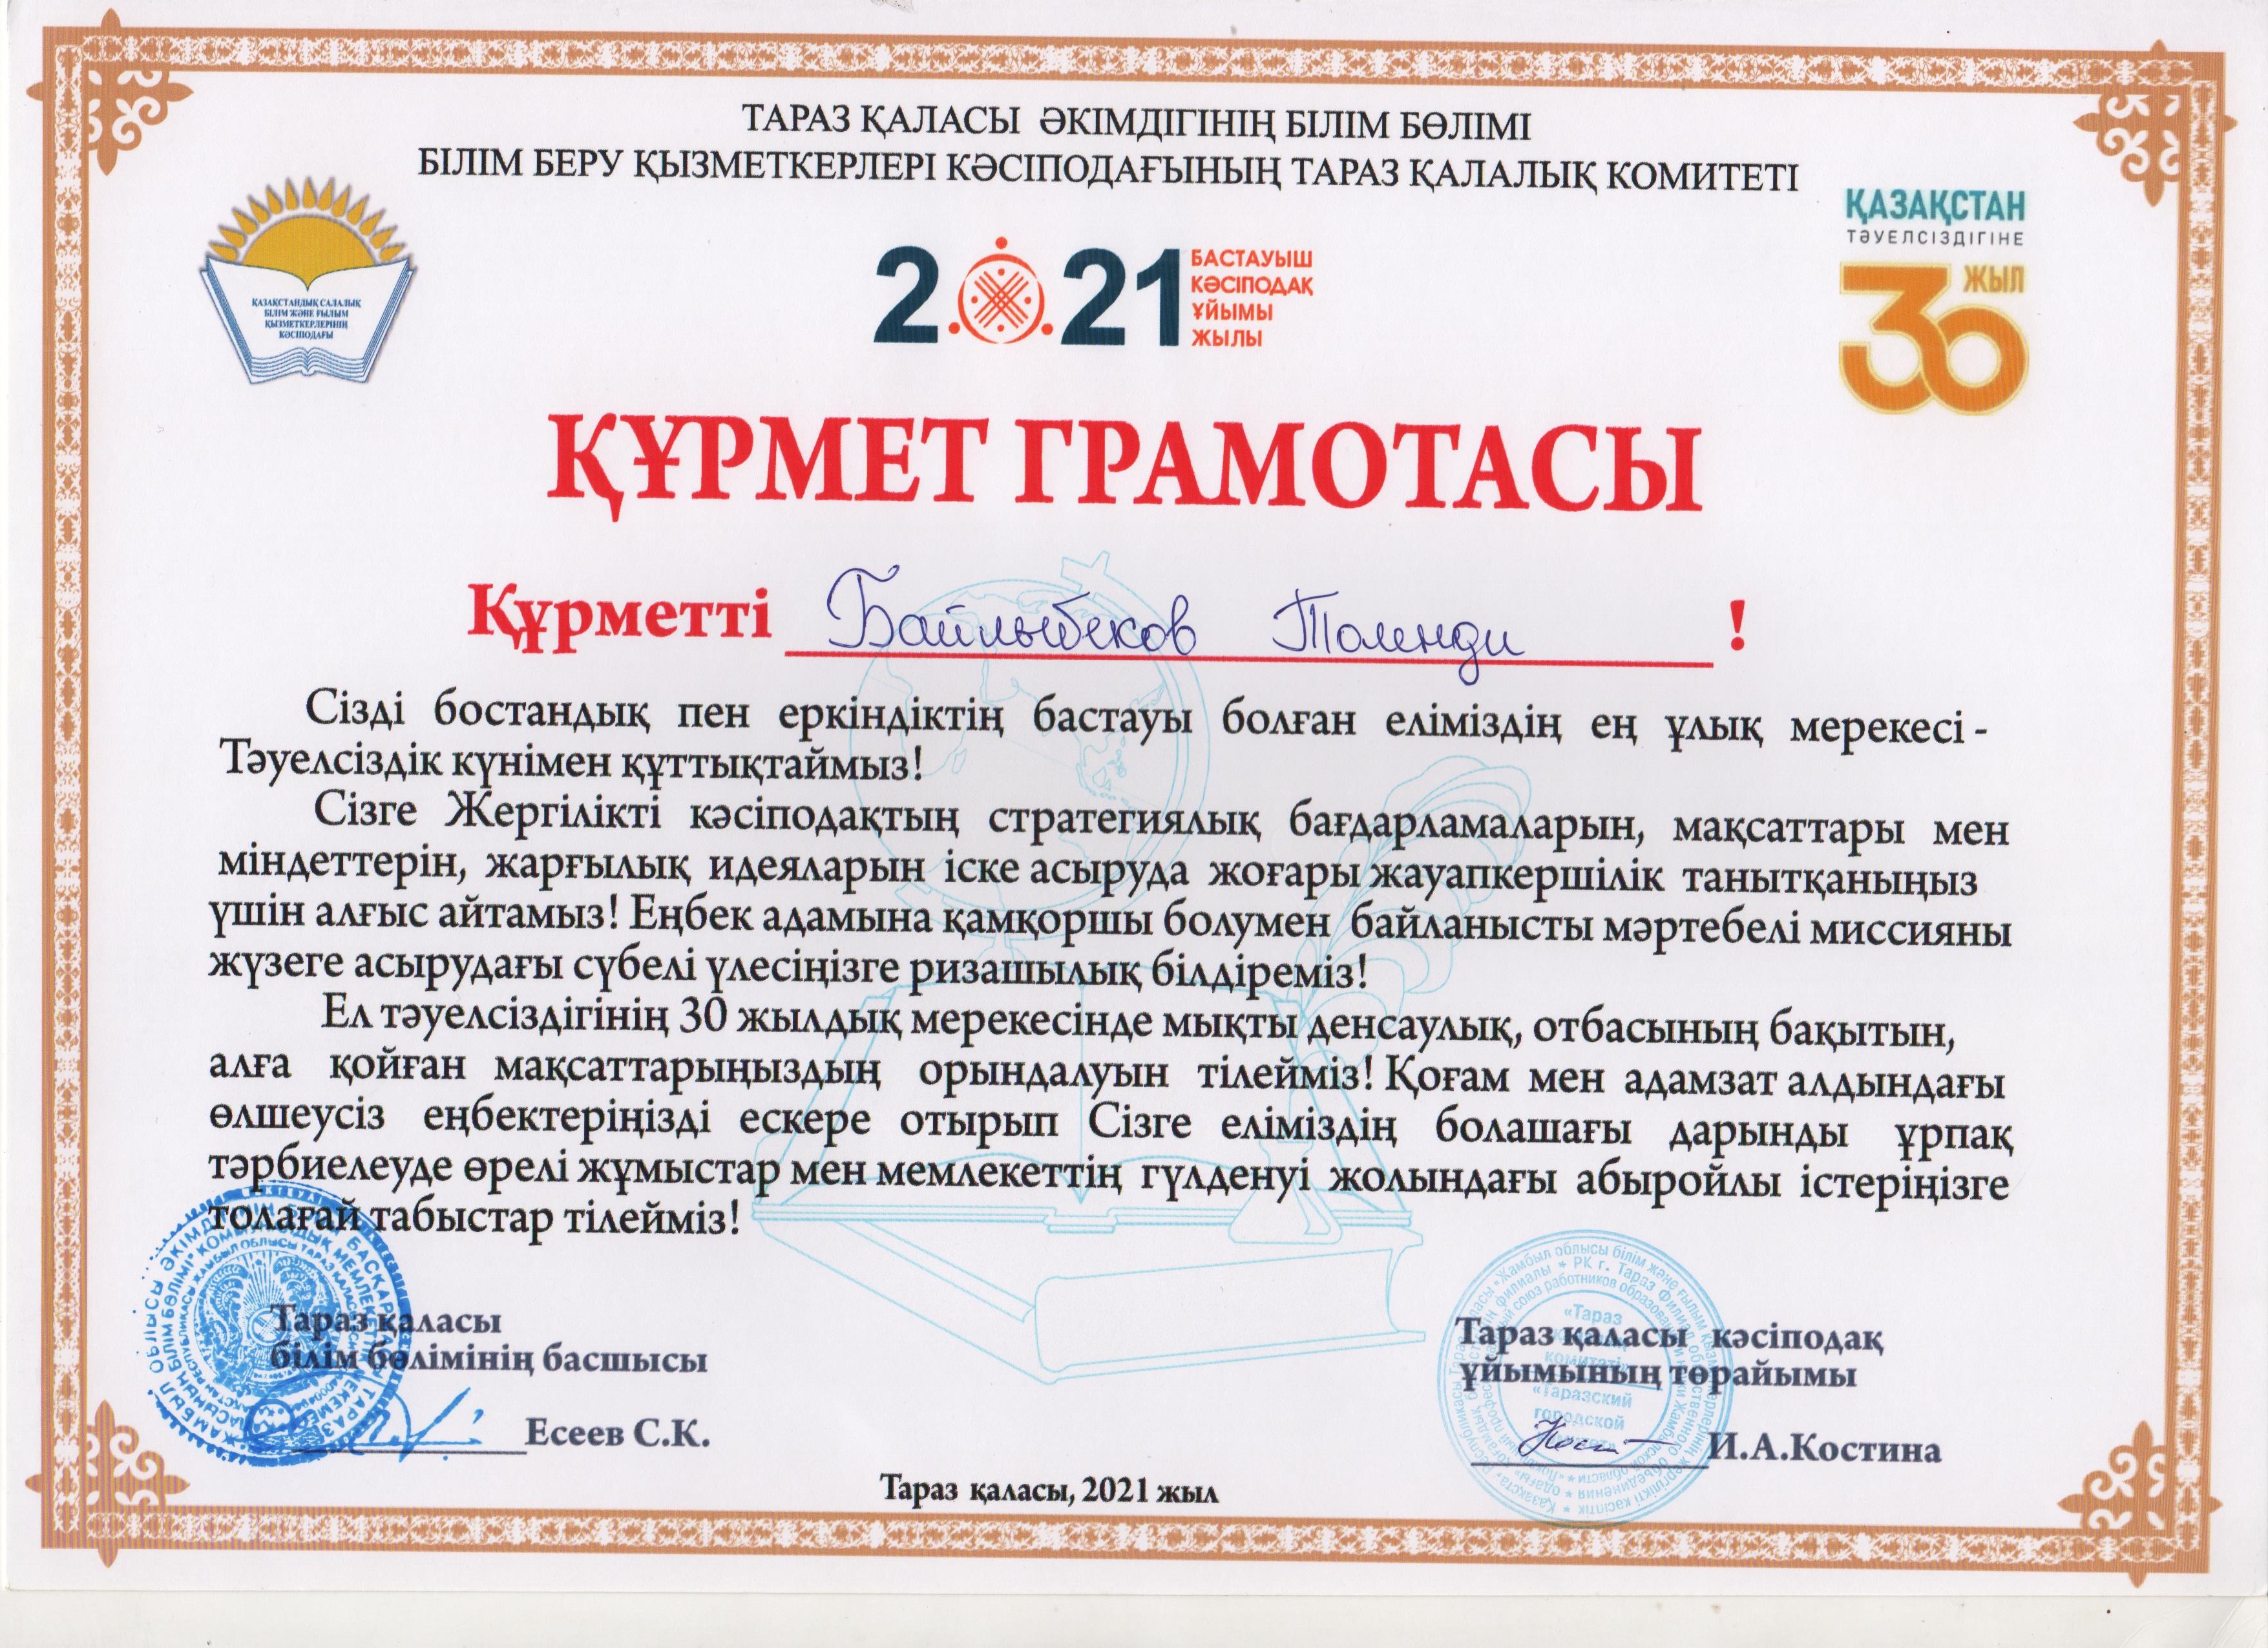 ТАРАЗ ҚАЛАСЫ ӘКІМДІГІНІҢ БІЛІМ БӨЛІМІ
БІЛІМ БЕРУ ҚЫЗМЕТКЕРЛЕРІ КӘСІПОДАҒЫНЫҢ ТАРАЗ ҚАЛАЛЫҚ КОМИТЕТІ
ҚАЗАҚСТАНДЫҚ САЛАЛЫҚ
БІЛІМ ЖӘНЕ ҒЫЛЫМ
ҚЫЗМЕТКЕРЛЕРІНІҢ
КӘСІПОДАҒЫ
2021
БАСТАУЫШ
КӘСІПОДАҚ
ҰЙЫМЫ
ЖЫЛЫ
ҚАЗАҚСТАН
ТӘУЕЛСІЗДІГІНЕ
30 ЖЫЛ
ҚҰРМЕТ ГРАМОТАСЫ
Құрметті Байлыбеков Толенди !
Сізді бостандық пен еркіндіктің бастауы болған еліміздің ең ұлық мерекесі -
Тәуелсіздік күнімен құттықтаймыз!
Сізге Жергілікті кәсіподақтың стратегиялық бағдарламаларын, мақсаттары мен
міндеттерін, жарғылық идеяларын іске асыруда жоғары жауапкершілік танытқаныңыз
үшін алғыс айтамыз! Еңбек адамына қамқоршы болумен байланысты мәртебелі миссияны
жүзеге асырудағы сүбелі үлесіңізге ризашылық білдіреміз!
Ел тәуелсіздігінің 30 жылдық мерекесінде мықты денсаулық, отбасының бақытын,
алға қойған мақсаттарыңыздың орындалуын тілейміз! Қоғам мен адамзат алдындағы
өлшеусіз еңбектеріңізді ескере отырып Сізге еліміздің болашағы дарынды ұрпақ
тәрбиелеуде өрелі жұмыстар мен мемлекеттің гүлденуі жолындағы абыройлы істеріңізге
толағай табыстар тілейміз!
Тараз қаласы
білім бөлімінің басшысы
Есеев С.К.
Тараз қаласы кәсіподақ
ұйымының төрайымы
И.А.Костина
«Тараз
комитеті»
«Таразский
городской
Тараз қаласы, 2021 жыл